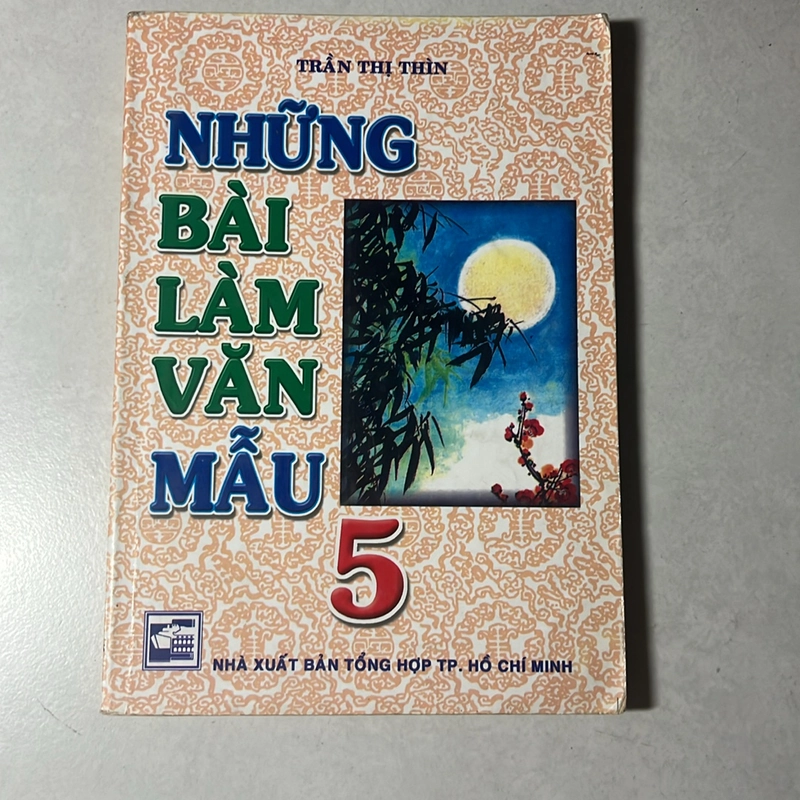 TRẦN THỊ THÌN
NHỮNG
BÀI
LÀM
VĂN
MẪU
5
NHÀ XUẤT BẢN TỔNG HỢP TP. HỒ CHÍ MINH